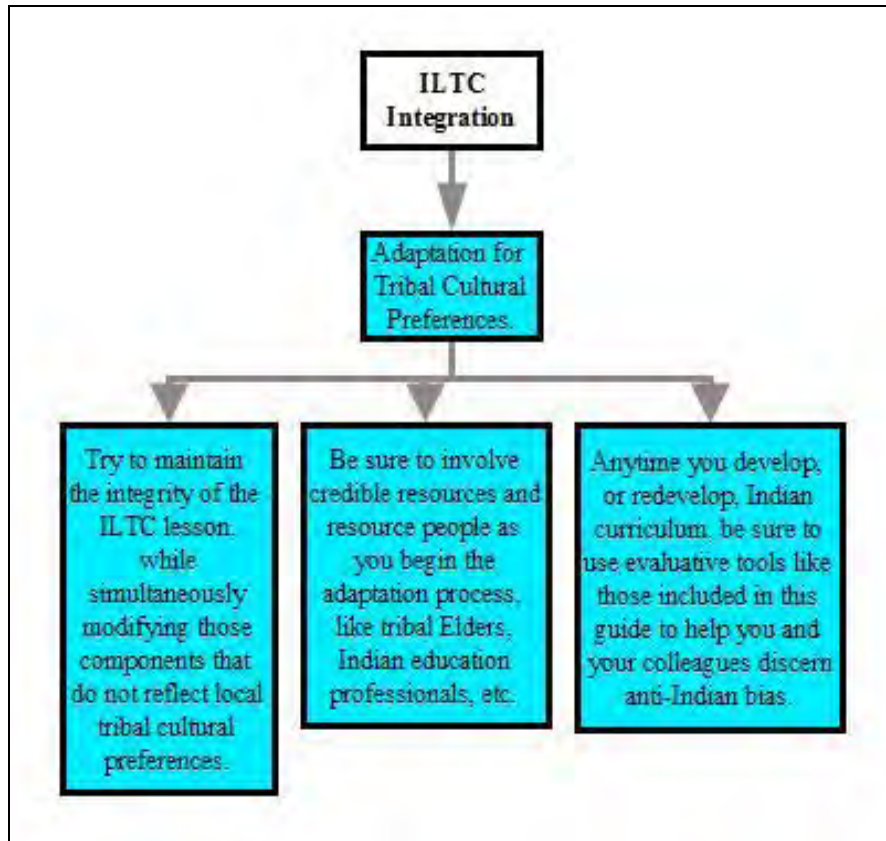 ILTC
Integration
Adaptation for
Tribal Cultural
Preferences.
Try to maintain
the integrity of the
ILTC lesson.
while
simultaneously
modifying those
components that
do not reflect local
tribal cultural
preferences.
Be sure to involve
credible resources and
resource people as
you begin the
adaptation process,
like tribal Elders,
Indian education
professionals, etc.
Anytime you develop,
or redevelop, Indian
curriculum, be sure to
use evaluative tools like
those included in this
guide to help you and
your colleagues discern
anti-Indian bias.